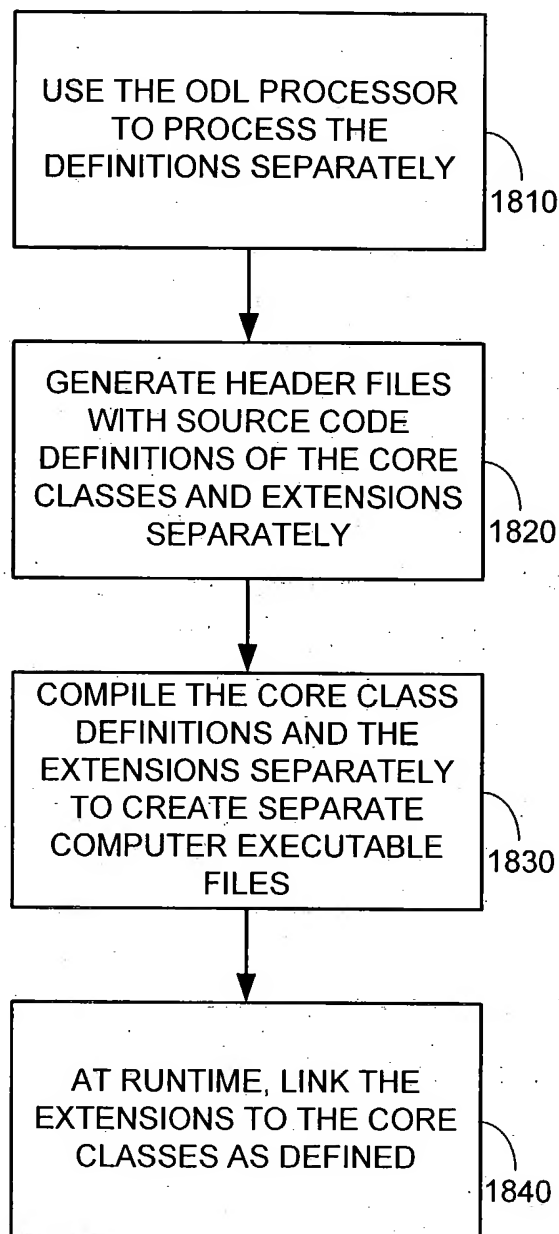 USE THE ODL PROCESSOR
TO PROCESS THE
DEFINITIONS SEPARATELY
1810
GENERATE HEADER FILES
WITH SOURCE CODE
DEFINITIONS OF THE CORE
CLASSES AND EXTENSIONS
SEPARATELY
1820
COMPILE THE CORE CLASS
DEFINITIONS AND THE
EXTENSIONS SEPARATELY
TO CREATE SEPARATE
COMPUTER EXECUTABLE
FILES
1830
AT RUNTIME, LINK THE
EXTENSIONS TO THE CORE
CLASSES AS DEFINED
1840